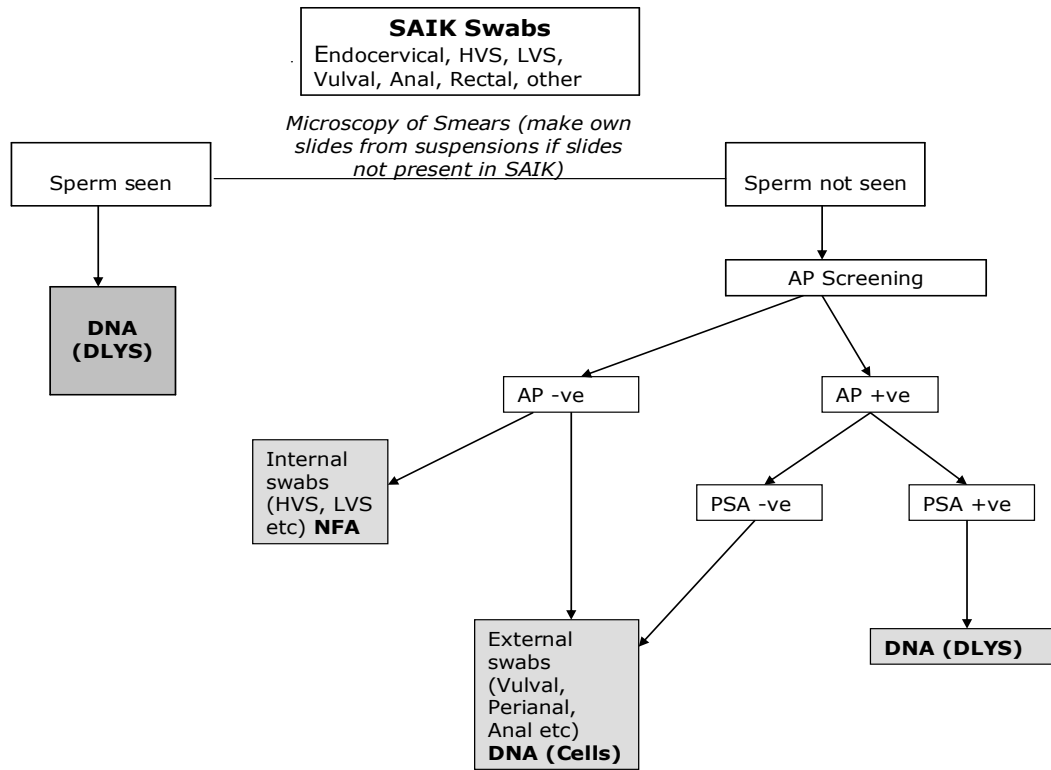 SAIK Swabs
Endocervical, HVS, LVS,
Vulval, Anal, Rectal, other
Microscopy of Smears (make own
slides from suspensions if slides
not present in SAIK)
Sperm seen
Sperm not seen
AP Screening
DNA
(DLYS)
AP -ve
AP +ve
Internal
swabs
(HVS, LVS
etc) NFA
PSA -ve
PSA +ve
External
swabs
(Vulval,
Perianal,
Anal etc)
DNA (Cells)
DNA (DLYS)